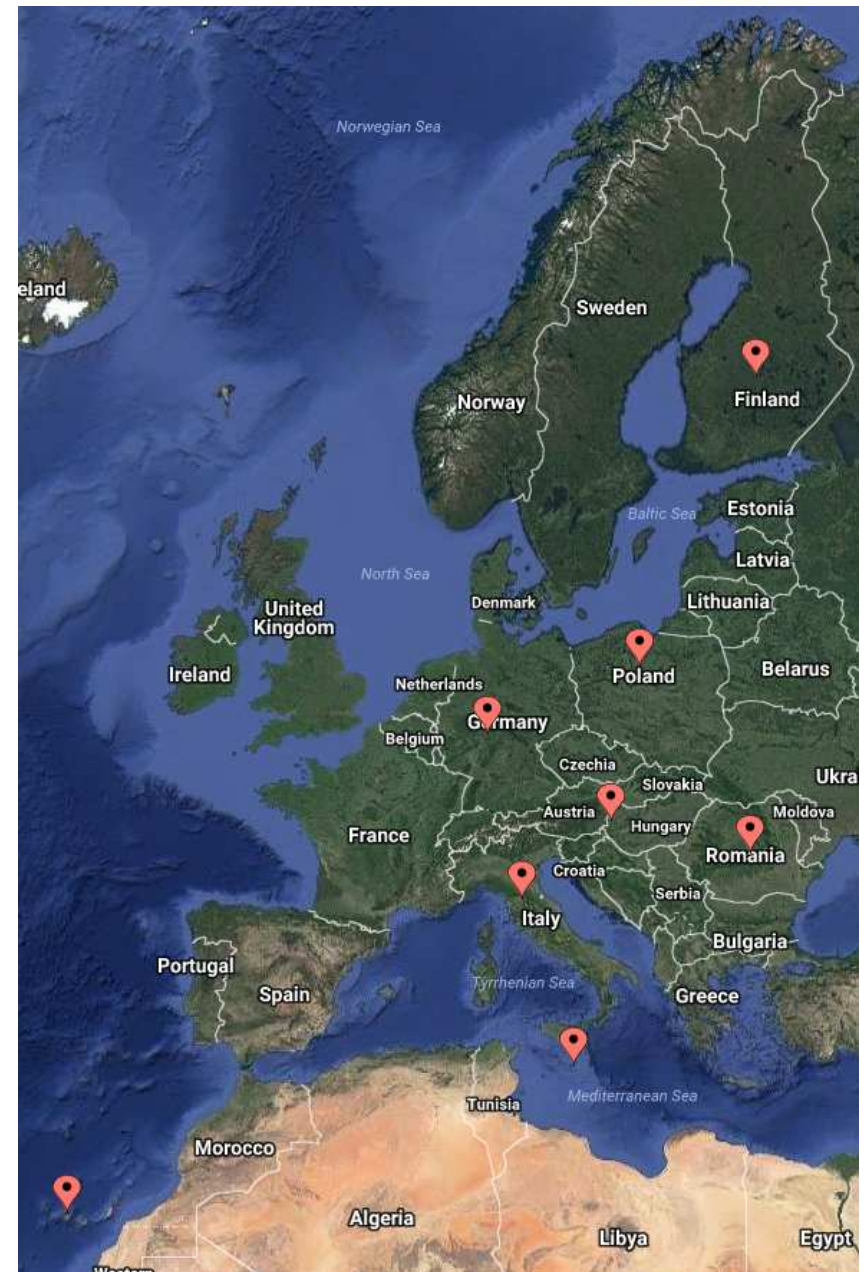 Norwegian Sea
eland
Sweden
Finland
Norway
Estonia
Baltic Sea
Latvia
North Sea
Denmark
Lithuania
United
Kingdom
Ireland
Poland
Belarus
Netherlands
Germany
Belgium
Czechia
Ukra
Slovakia
Austria
Moldova
Hungary
France
Romania
Croatia
Serbia
Italy
Bulgaria
Portugal
Tyrrhenian Sea
Spain
Greece
Mediterranean Sea
Tunisia
Morocco
Algeria
Libya
Egypt
Western